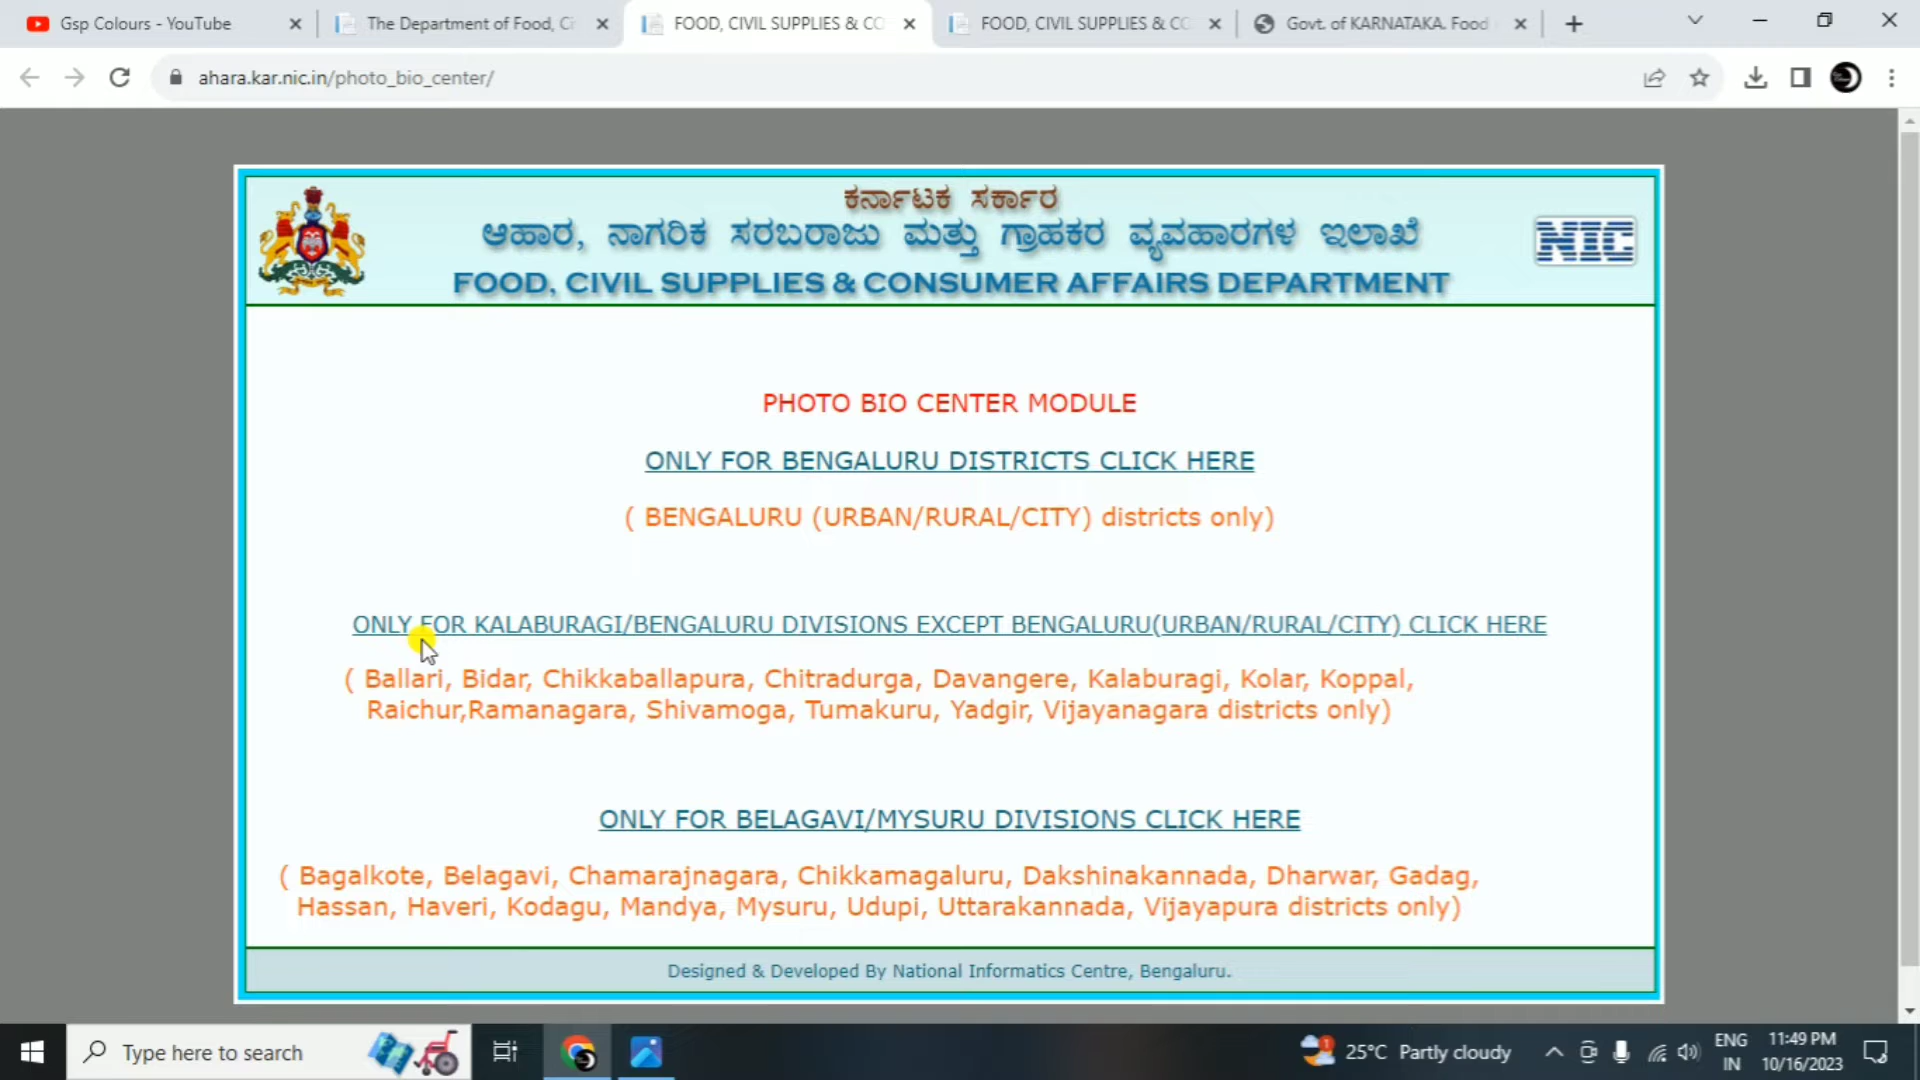 Gsp Colours - YouTube
The Department of Food, Ci
FOOD, CIVIL SUPPLIES & CO
FOOD, CIVIL SUPPLIES & CO
Govt. of KARNATAKA. Food
ahara.kar.nic.in/photo_bio_center/
ಕರ್ನಾಟಕ ಸರ್ಕಾರ
ಆಹಾರ, ನಾಗರಿಕ ಸರಬರಾಜು ಮತ್ತು ಗ್ರಾಹಕರ ವ್ಯವಹಾರಗಳ ಇಲಾಖೆ
NIC
FOOD, CIVIL SUPPLIES & CONSUMER AFFAIRS DEPARTMENT
PHOTO BIO CENTER MODULE
ONLY FOR BENGALURU DISTRICTS CLICK HERE
( BENGALURU (URBAN/RURAL/CITY) districts only)
ONLY FOR KALABURAGI/BENGALURU DIVISIONS EXCEPT BENGALURU(URBAN/RURAL/CITY) CLICK HERE
( Ballari, Bidar, Chikkaballapura, Chitradurga, Davangere, Kalaburagi, Kolar, Koppal,
Raichur,Ramanagara, Shivamoga, Tumakuru, Yadgir, Vijayanagara districts only)
ONLY FOR BELAGAVI/MYSURU DIVISIONS CLICK HERE
( Bagalkote, Belagavi, Chamarajnagara, Chikkamagaluru, Dakshinakannada, Dharwar, Gadag,
Hassan, Haveri, Kodagu, Mandya, Mysuru, Udupi, Uttarakannada, Vijayapura districts only)
Designed & Developed By National Informatics Centre, Bengaluru.
Type here to search
25°C Partly cloudy
ENG
IN
11:49 PM
10/16/2023